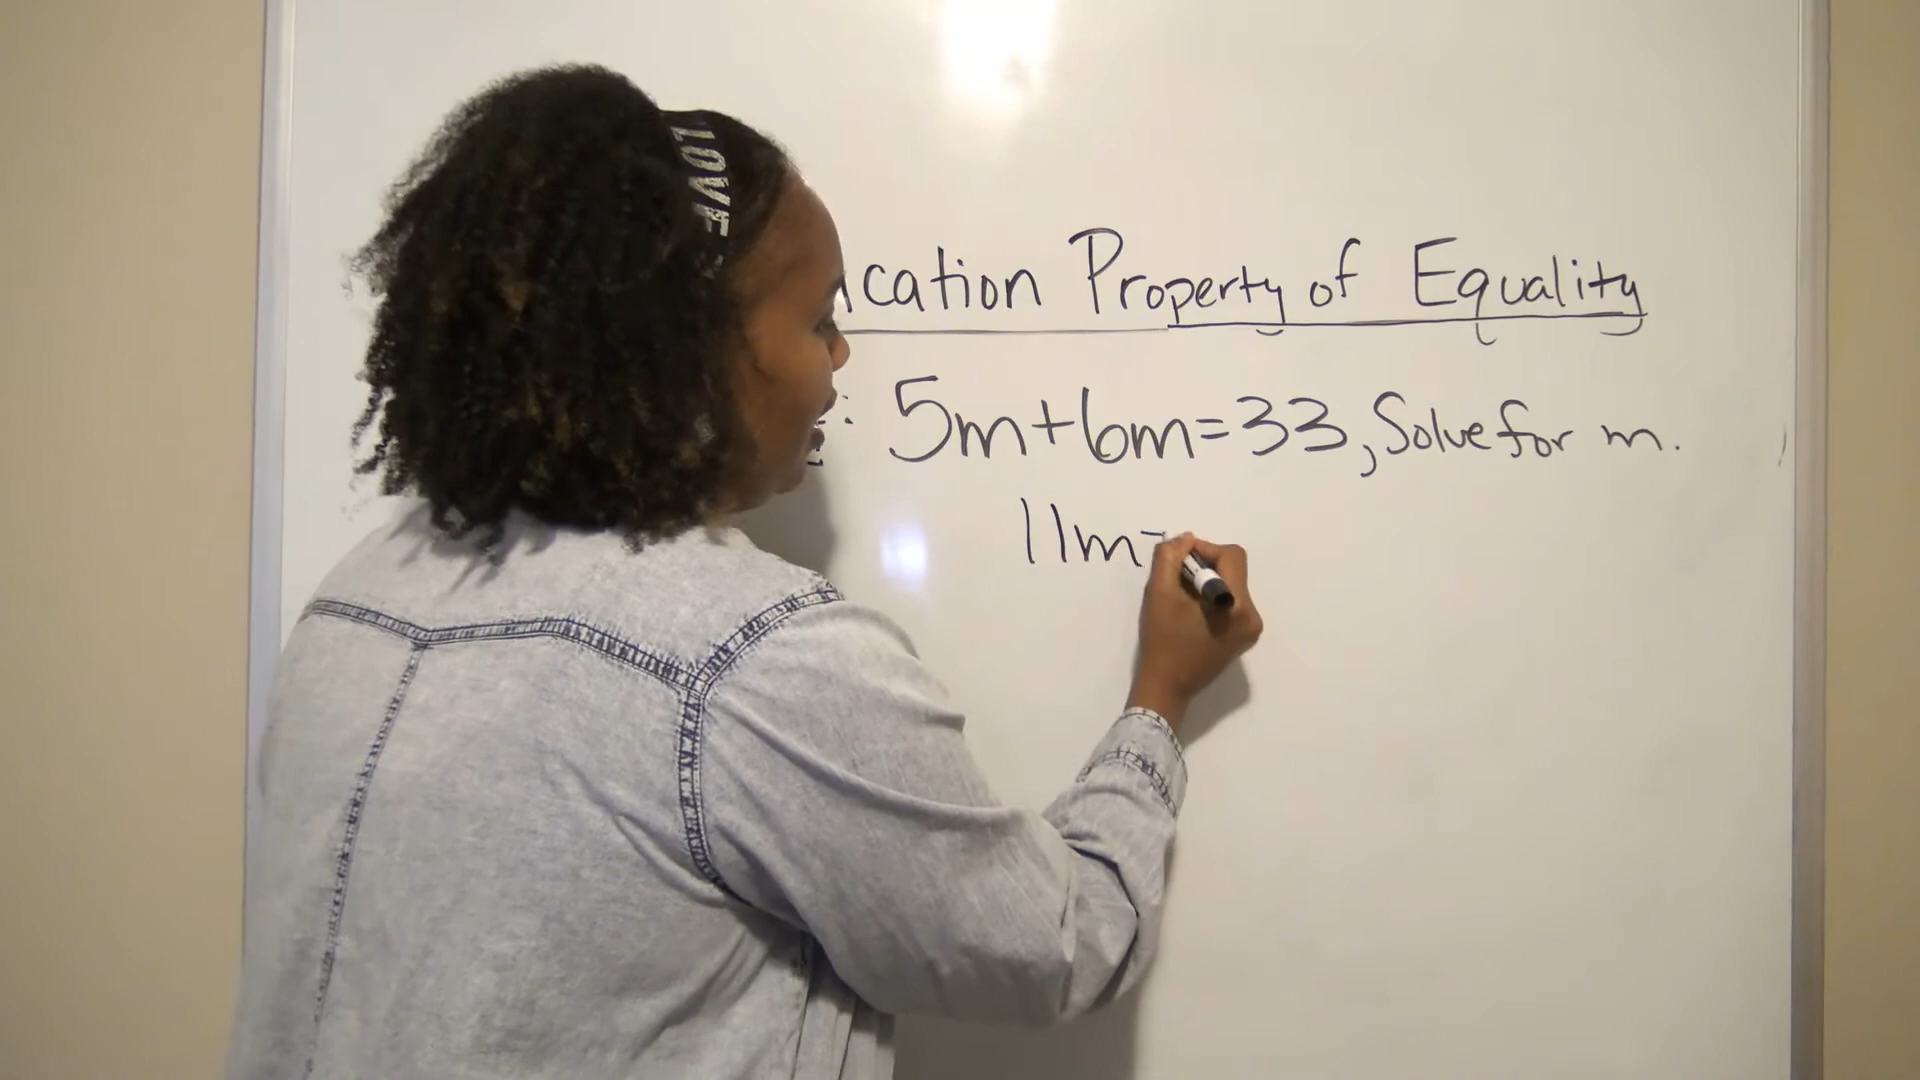 LOVE
ication Property of Equality
: 5m+6m=33, Solve for m.
11m=